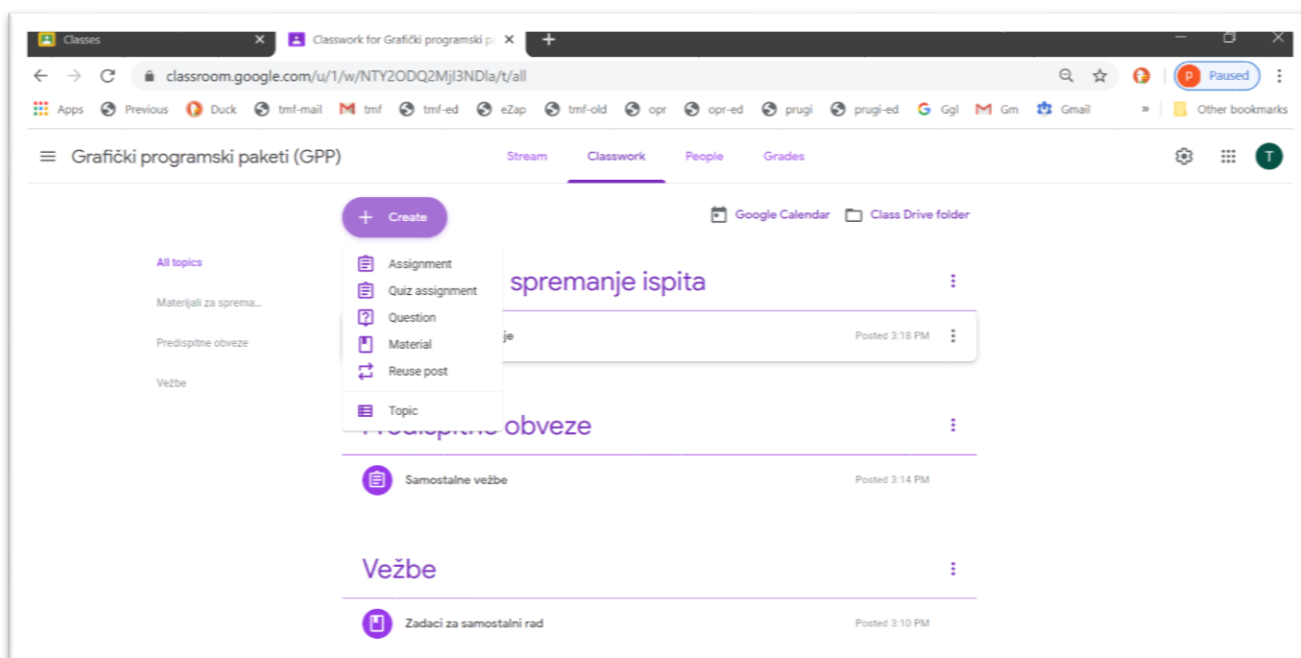 Classes
Classwork for Grafički programski p
classroom.google.com/u/1/w/NTY2ODQ2MjI3NDla/t/all
P Paused
Apps Previous Duck tmf-mail tmf tmf-ed eZap tmf-old opr opr-ed prugi prugi-ed Ggl Gm Gmail » Other bookmarks
Grafički programski paketi (GPP) Stream Classwork People Grades T
+ Create Google Calendar Class Drive folder
All topics
Materijali za sprema...
Predispitne obveze
Vežbe
Assignment
Quiz assignment
Question
Material
Reuse post
Topic
spremanje ispita
je Posted 3:18 PM
Predispitne obveze
Samostalne vežbe Posted 3:14 PM
Vežbe
Zadaci za samostalni rad Posted 3:10 PM